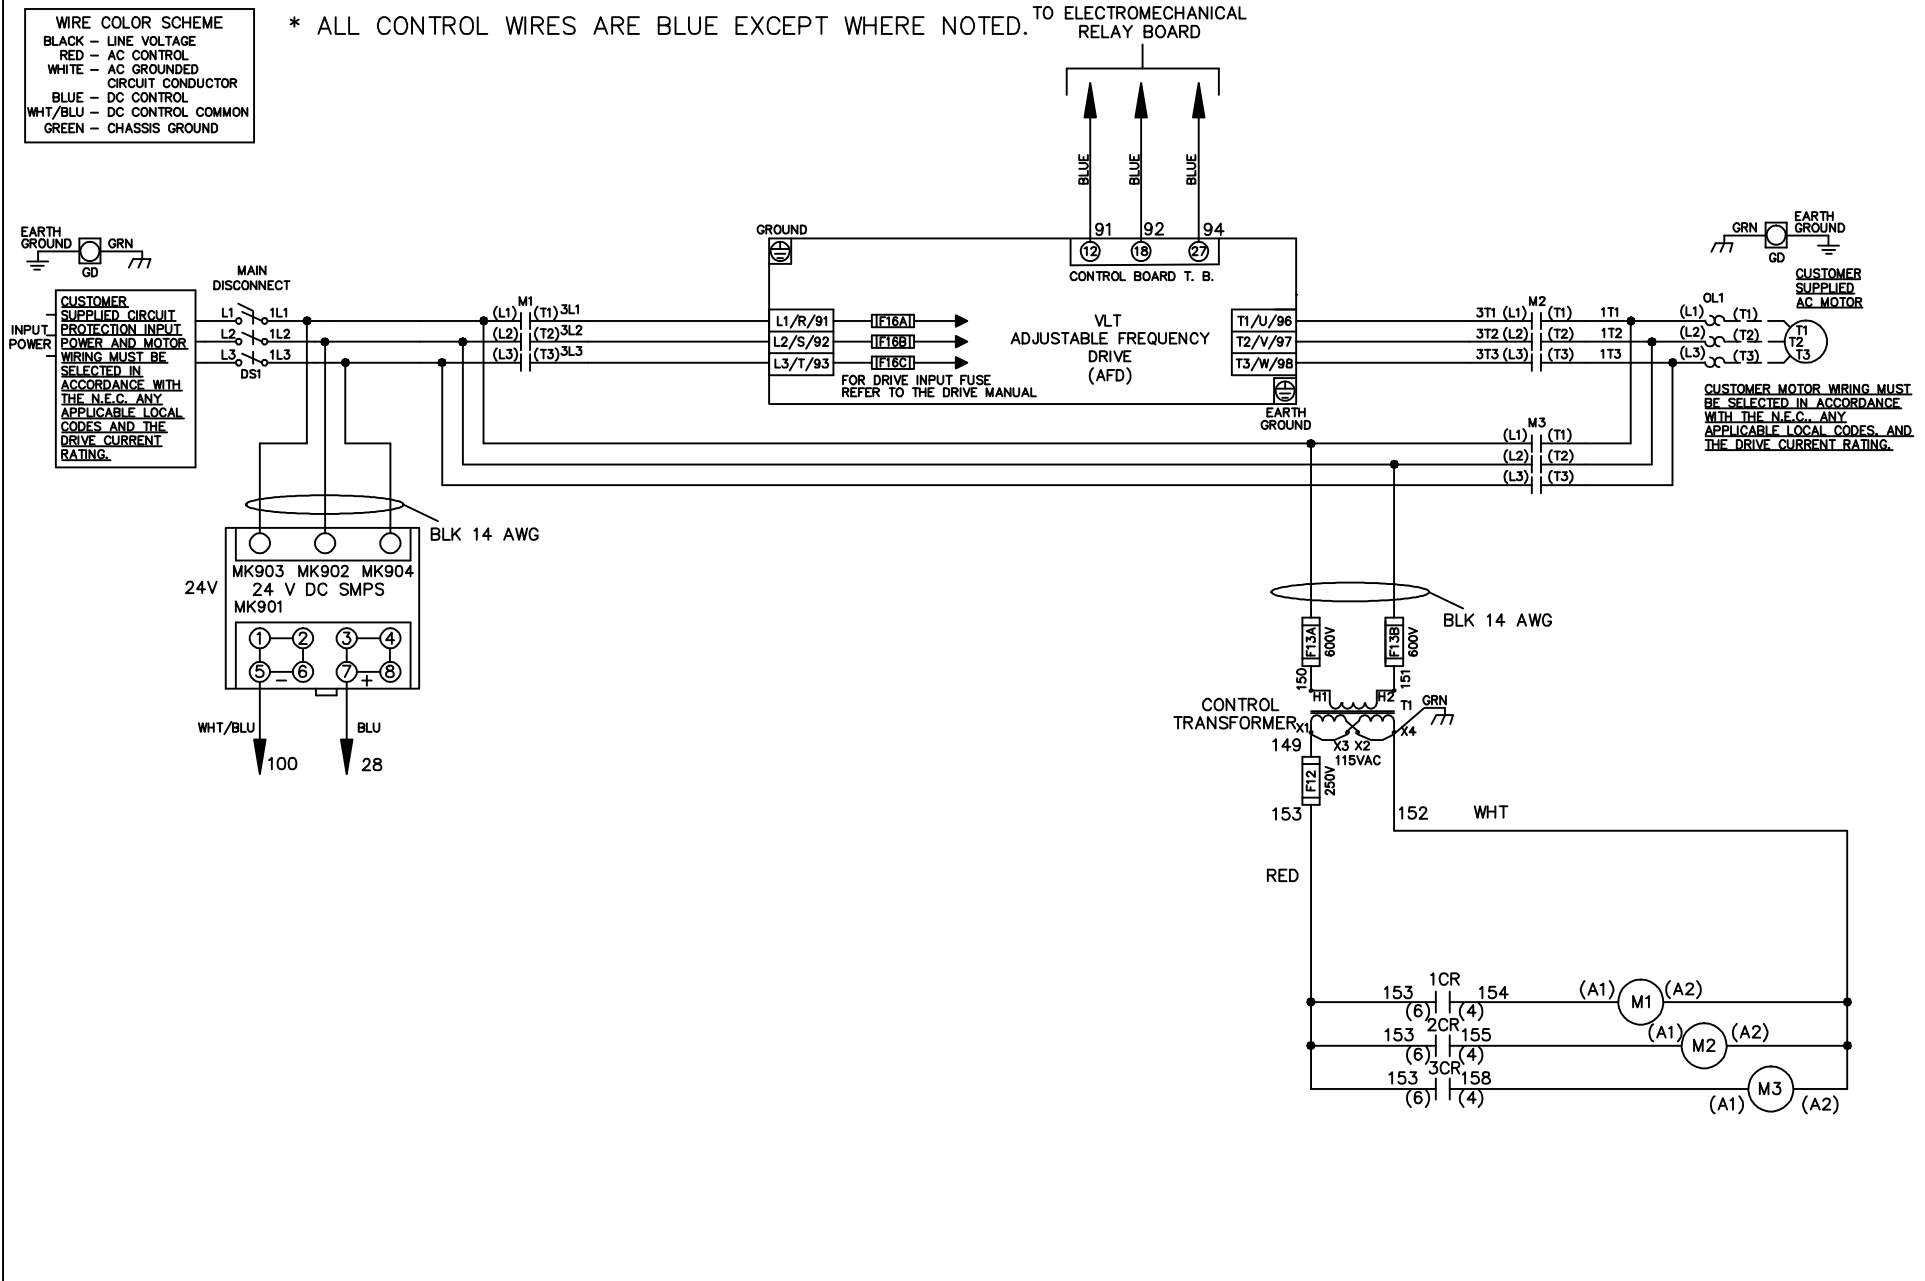 WIRE COLOR SCHEME
BLACK – LINE VOLTAGE
RED – AC CONTROL
WHITE – AC GROUNDED
CIRCUIT CONDUCTOR
BLUE – DC CONTROL
WHT/BLU – DC CONTROL COMMON
GREEN – CHASSIS GROUND
* ALL CONTROL WIRES ARE BLUE EXCEPT WHERE NOTED.
TO ELECTROMECHANICAL
RELAY BOARD
BLUE
BLUE
BLUE
91 92 94
12 18 27
CONTROL BOARD T. B.
EARTH
GROUND
GRN
GD
MAIN
DISCONNECT
INPUT
POWER
CUSTOMER
SUPPLIED CIRCUIT
PROTECTION INPUT
POWER AND MOTOR
WIRING MUST BE
SELECTED IN
ACCORDANCE WITH
THE N.E.C. ANY
APPLICABLE LOCAL
CODES AND THE
DRIVE CURRENT
RATING.
L1 1L1
L2 1L2
L3 1L3
DS1
M1
(L1) (T1) 3L1
(L2) (T2) 3L2
(L3) (T3) 3L3
GROUND
L1/R/91 F16A
L2/S/92 F16B
L3/T/93 F16C
FOR DRIVE INPUT FUSE
REFER TO THE DRIVE MANUAL
VLT
ADJUSTABLE FREQUENCY
DRIVE
(AFD)
T1/U/96
T2/V/97
T3/W/98
EARTH
GROUND
M2
3T1 (L1) (T1) 1T1
3T2 (L2) (T2) 1T2
3T3 (L3) (T3) 1T3
M3
(L1) (T1)
(L2) (T2)
(L3) (T3)
GRN
GD
EARTH
GROUND
CUSTOMER
SUPPLIED
AC MOTOR
OL1
(L1) (T1)
(L2) (T2)
(L3) (T3)
T1
T2
T3
CUSTOMER MOTOR WIRING MUST
BE SELECTED IN ACCORDANCE
WITH THE N.E.C., ANY
APPLICABLE LOCAL CODES, AND
THE DRIVE CURRENT RATING.
BLK 14 AWG
MK903 MK902 MK904
24V
24 V DC SMPS
MK901
1 2 3 4
5 – 6 7 + 8
WHT/BLU
BLU
100
28
BLK 14 AWG
F13A
600V
F13B
600V
150
151
H1 H2
T1
GRN
CONTROL
TRANSFORMER
X1
X3 X2
X4
115VAC
149
F12
250V
153
152
WHT
RED
1CR
153 154
(6) (4)
(A1) M1 (A2)
2CR
153 155
(6) (4)
(A1) M2 (A2)
3CR
153 158
(6) (4)
(A1) M3 (A2)